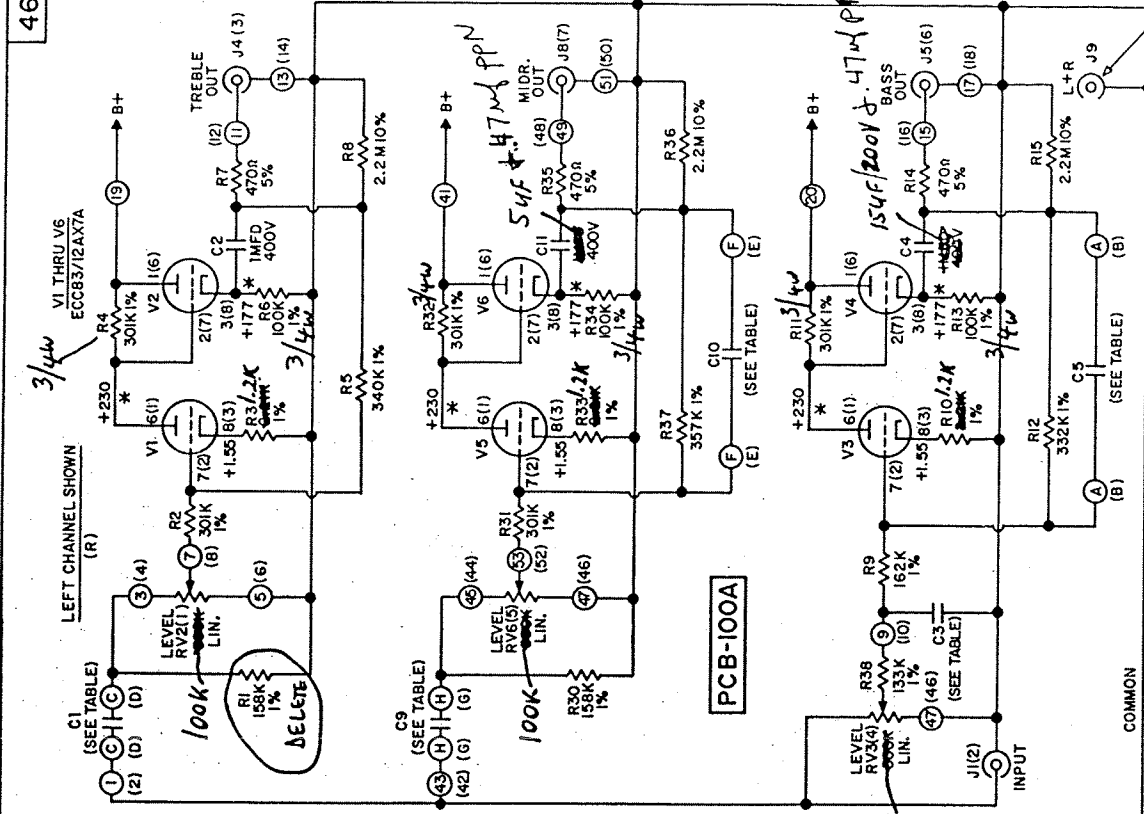 46
LEFT CHANNEL SHOWN
(R)
V1 THRU V6
ECC83/12AX7A
C1
(SEE TABLE)
1
(2)
C
(D)
C
(D)
3 (4)
LEVEL
RV2(1)
LIN.
100K
5 (6)
R1
158K
1%
DELETE
7
(8)
R2
301K
1%
7(2)
V1
6(1)
+230
*
+1.55
8(3)
R3
1.2K
1%
3/4W
R4
301K 1%
19
B+
V2
1(6)
2(7)
3(8)
+177
*
R6
100K
1%
3/4W
C2
1MFD
400V
R5
340K 1%
R7
470Ω
5%
R8
2.2M 10%
(12)
11
TREBLE
OUT
J4 (3)
13 (14)
C9
(SEE TABLE)
43
(42)
H
(G)
H
(G)
45 (44)
LEVEL
RV6(5)
LIN.
100K
47 (46)
R30
158K
1%
53
(52)
R31
301K
1%
7(2)
V5
6(1)
+230
*
+1.55
8(3)
R33
1.2K
1%
R32
3/4W
301K 1%
41
B+
V6
1(6)
2(7)
3(8)
+177
*
R34
100K
1%
3/4W
C11
400V
5uF &
.47mf PPN
R35
470Ω
5%
R36
2.2M 10%
R37
357K 1%
F
(E)
C10
(SEE TABLE)
F
(E)
(48)
49
MIDR.
OUT
J8(7)
51 (50)
PCB-100A
J1(2)
INPUT
LEVEL
RV3(4)
LIN.
47 (46)
R38
133K
1%
9
(10)
C3
(SEE TABLE)
R9
162K
1%
7(2)
V3
6(1)
+230
*
+1.55
8(3)
R10
1.2K
1%
R11
3/4W
301K 1%
20
B+
V4
1(6)
2(7)
3(8)
+177
*
R13
100K
1%
3/4W
C4
15uF/200V &
.47mf
R14
470Ω
5%
R15
2.2M 10%
R12
332K 1%
A
(B)
C5
(SEE TABLE)
A
(B)
(16)
15
BASS
OUT
J5(6)
17 (18)
L+R
J9
COMMON